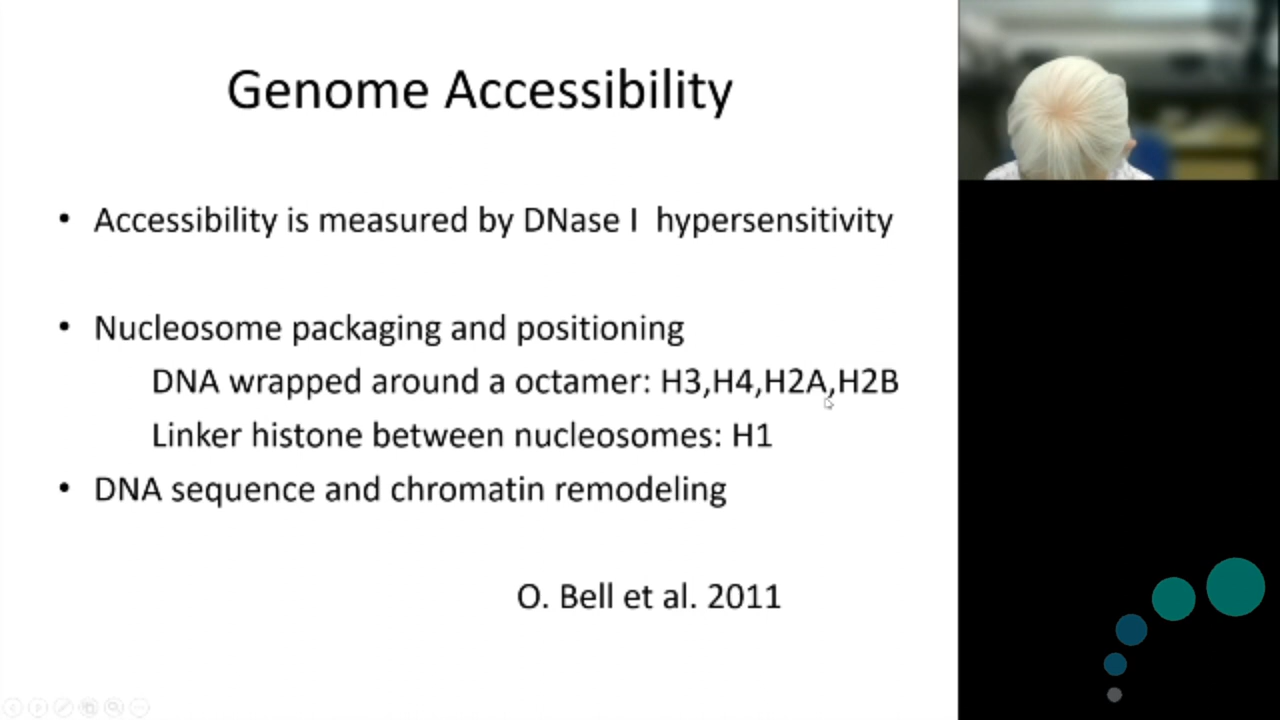 Genome Accessibility
• Accessibility is measured by DNase I  hypersensitivity
• Nucleosome packaging and positioning
DNA wrapped around a octamer: H3,H4,H2A,H2B
Linker histone between nucleosomes: H1
• DNA sequence and chromatin remodeling
O. Bell et al. 2011